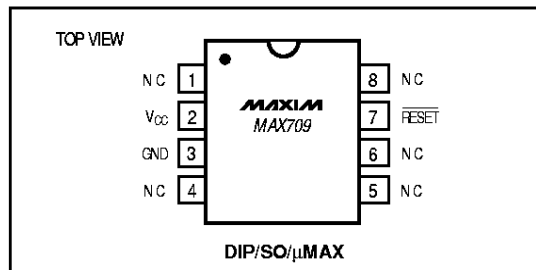 TOP VIEW
NC 1
VCC 2
GND 3
NC 4
MAXIM
MAX709
8 NC
7 RESET
6 NC
5 NC
DIP/SO/μMAX